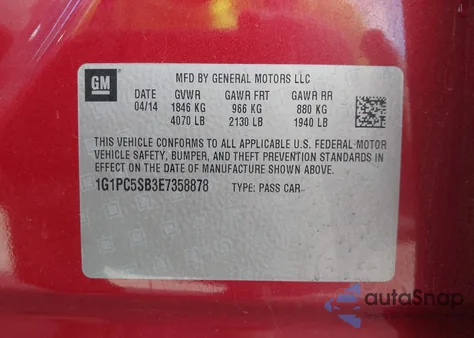 GM
MFD BY GENERAL MOTORS LLC
DATE GVWR GAWR FRT GAWR RR
04/14 1846 KG 966 KG 880 KG
4070 LB 2130 LB 1940 LB
THIS VEHICLE CONFORMS TO ALL APPLICABLE U.S. FEDERAL MOTOR
VEHICLE SAFETY, BUMPER, AND THEFT PREVENTION STANDARDS IN
EFFECT ON THE DATE OF MANUFACTURE SHOWN ABOVE.
1G1PC5SB3E7358878 TYPE: PASS CAR
autoSnap